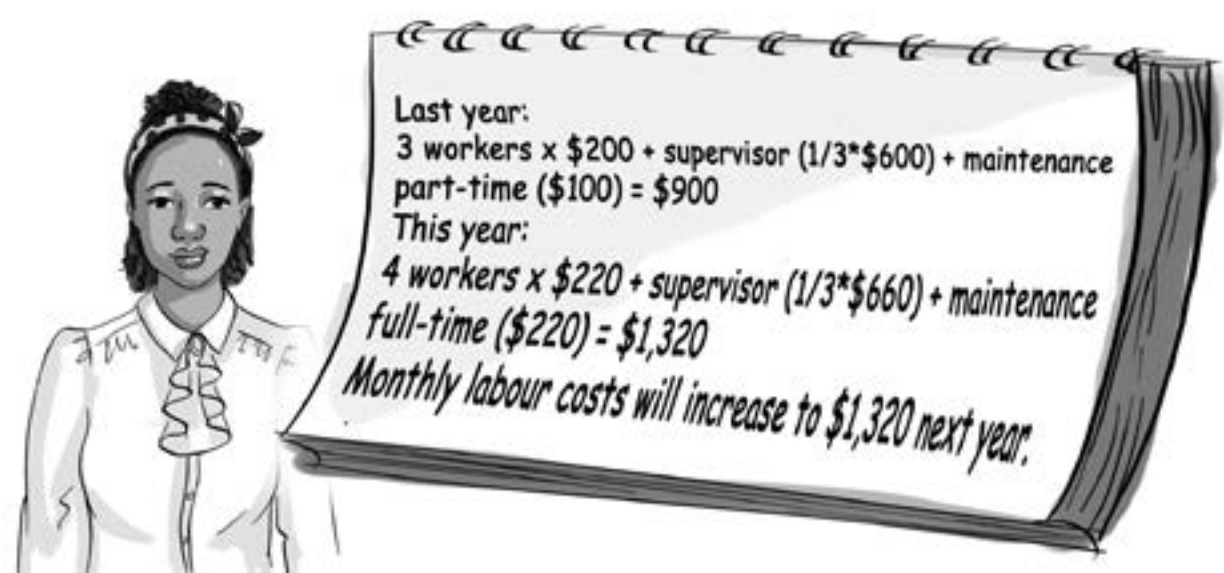 Last year:
3 workers x $200 + supervisor (1/3*$600) + maintenance
part-time ($100) = $900
This year:
4 workers x $220 + supervisor (1/3*$660) + maintenance
full-time ($220) = $1,320
Monthly labour costs will increase to $1,320 next year.